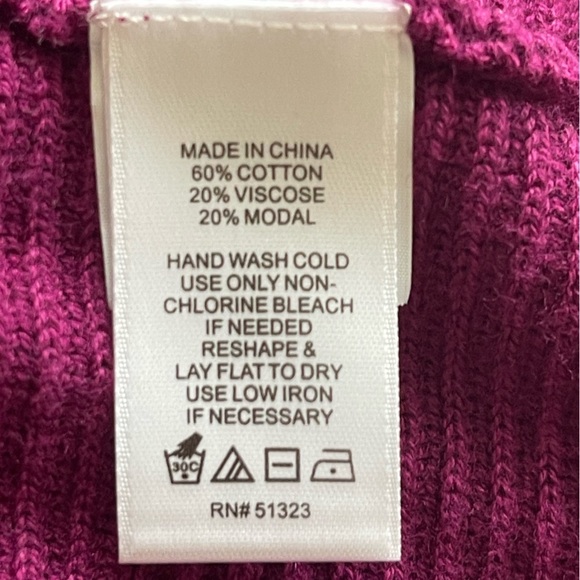 MADE IN CHINA
60% COTTON
20% VISCOSE
20% MODAL
HAND WASH COLD
USE ONLY NON-
CHLORINE BLEACH
IF NEEDED
RESHAPE &
LAY FLAT TO DRY
USE LOW IRON
IF NECESSARY
30C
RN# 51323